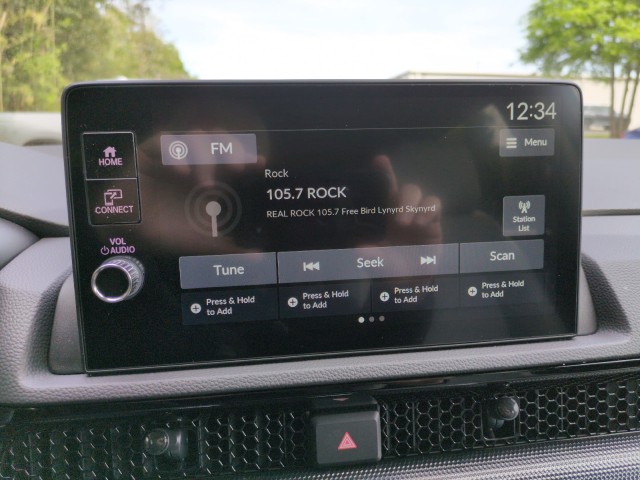 12:34
HOME
FM
Menu
Rock
CONNECT
105.7 ROCK
REAL ROCK 105.7 Free Bird Lynyrd Skynyrd
Station
List
VOL
AUDIO
Tune
Seek
Scan
Press & Hold
to Add
Press & Hold
to Add
Press & Hold
to Add
Press & Hold
to Add